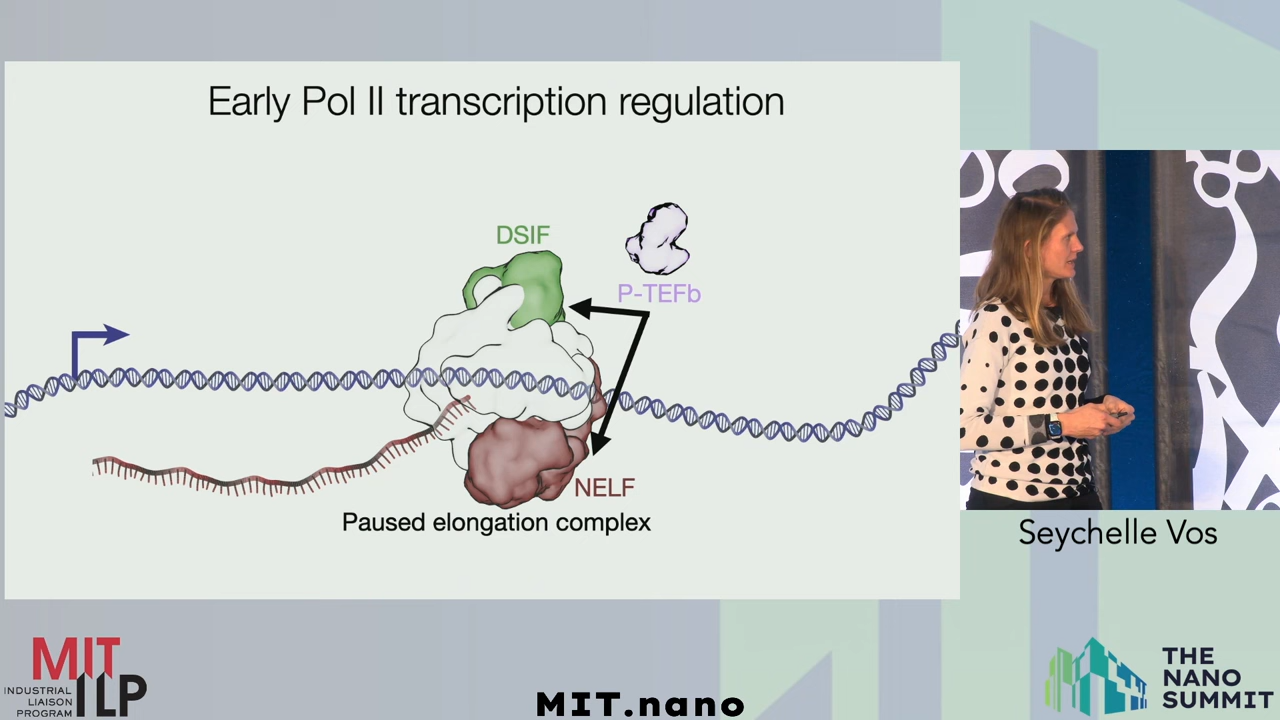 Early Pol II transcription regulation
DSIF
P-TEFb
NELF
Paused elongation complex
Seychelle Vos
MIT
ILP
INDUSTRIAL
LIAISON
PROGRAM
MIT.nano
THE
NANO
SUMMIT